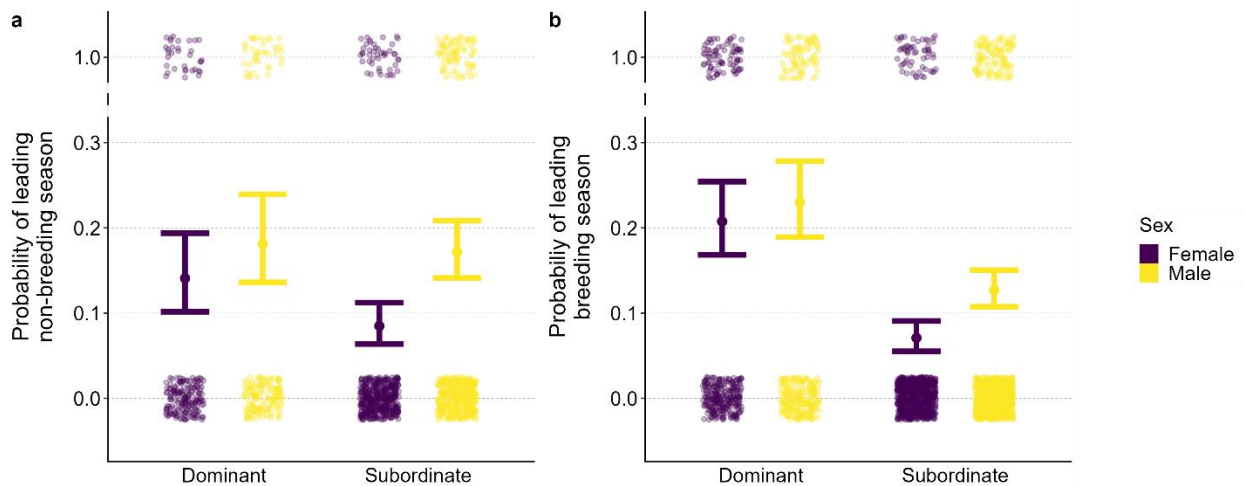 a
Probability of leading
non-breeding season
1.0
0.3
0.2
0.1
0.0
Dominant
Subordinate
b
Probabiliy of leading
breeding season
1.0
0.3
0.2
0.1
0.0
Dominant
Subordinate
Sex
Female
Male